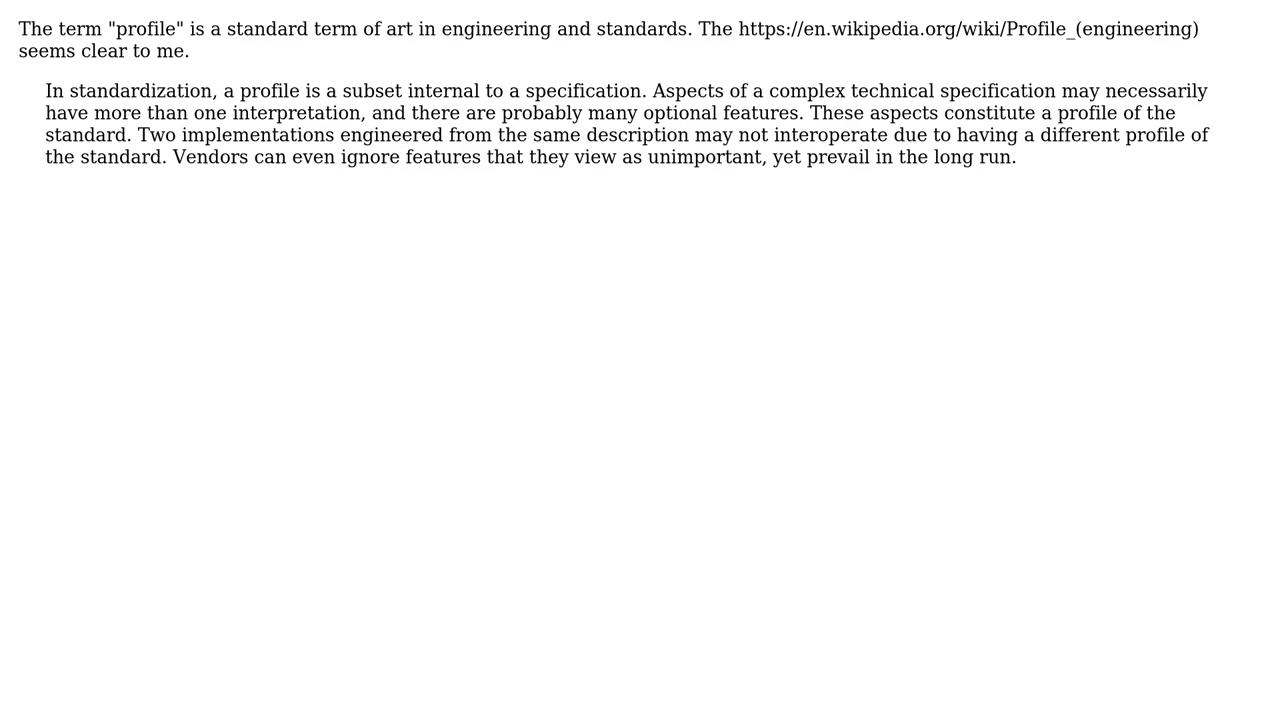 The term "profile" is a standard term of art in engineering and standards. The https://en.wikipedia.org/wiki/Profile_(engineering)
seems clear to me.
In standardization, a profile is a subset internal to a specification. Aspects of a complex technical specification may necessarily
have more than one interpretation, and there are probably many optional features. These aspects constitute a profile of the
standard. Two implementations engineered from the same description may not interoperate due to having a different profile of
the standard. Vendors can even ignore features that they view as unimportant, yet prevail in the long run.